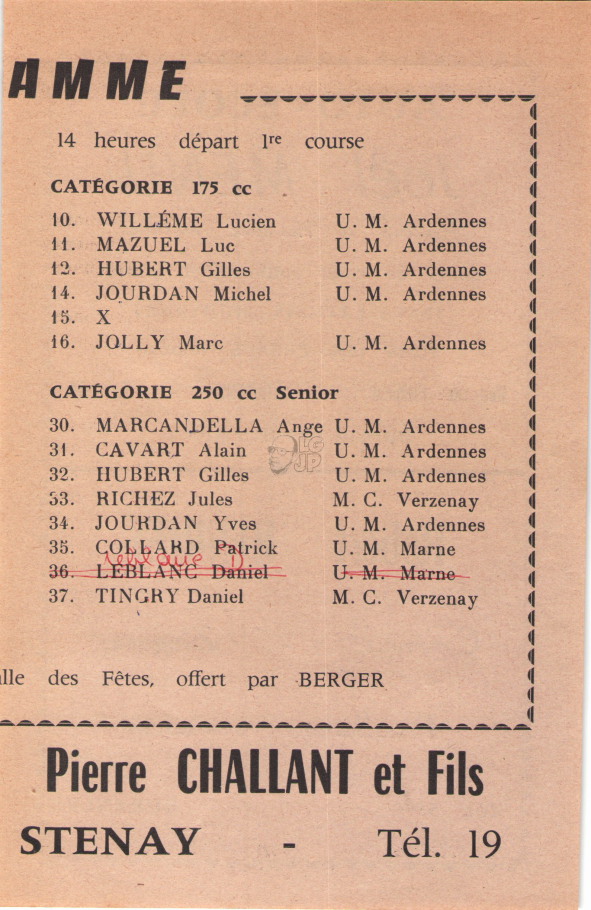 AMME
14 heures départ 1re course
CATÉGORIE 175 cc
10. WILLÉME Lucien U. M. Ardennes
11. MAZUEL Luc U. M. Ardennes
12. HUBERT Gilles U. M. Ardennes
14. JOURDAN Michel U. M. Ardennes
15. X
16. JOLLY Marc U. M. Ardennes
CATÉGORIE 250 cc Senior
30. MARCANDELLA Ange U. M. Ardennes
31. CAVART Alain U. M. Ardennes
LG
JP
32. HUBERT Gilles U. M. Ardennes
53. RICHEZ Jules M. C. Verzenay
34. JOURDAN Yves U. M. Ardennes
35. COLLARD Patrick U. M. Marne
leblanc D
36. LEBLANC Daniel U. M. Marne
37. TINGRY Daniel M. C. Verzenay
lle des Fêtes, offert par BERGER
Pierre CHALLANT et Fils
STENAY - Tél. 19